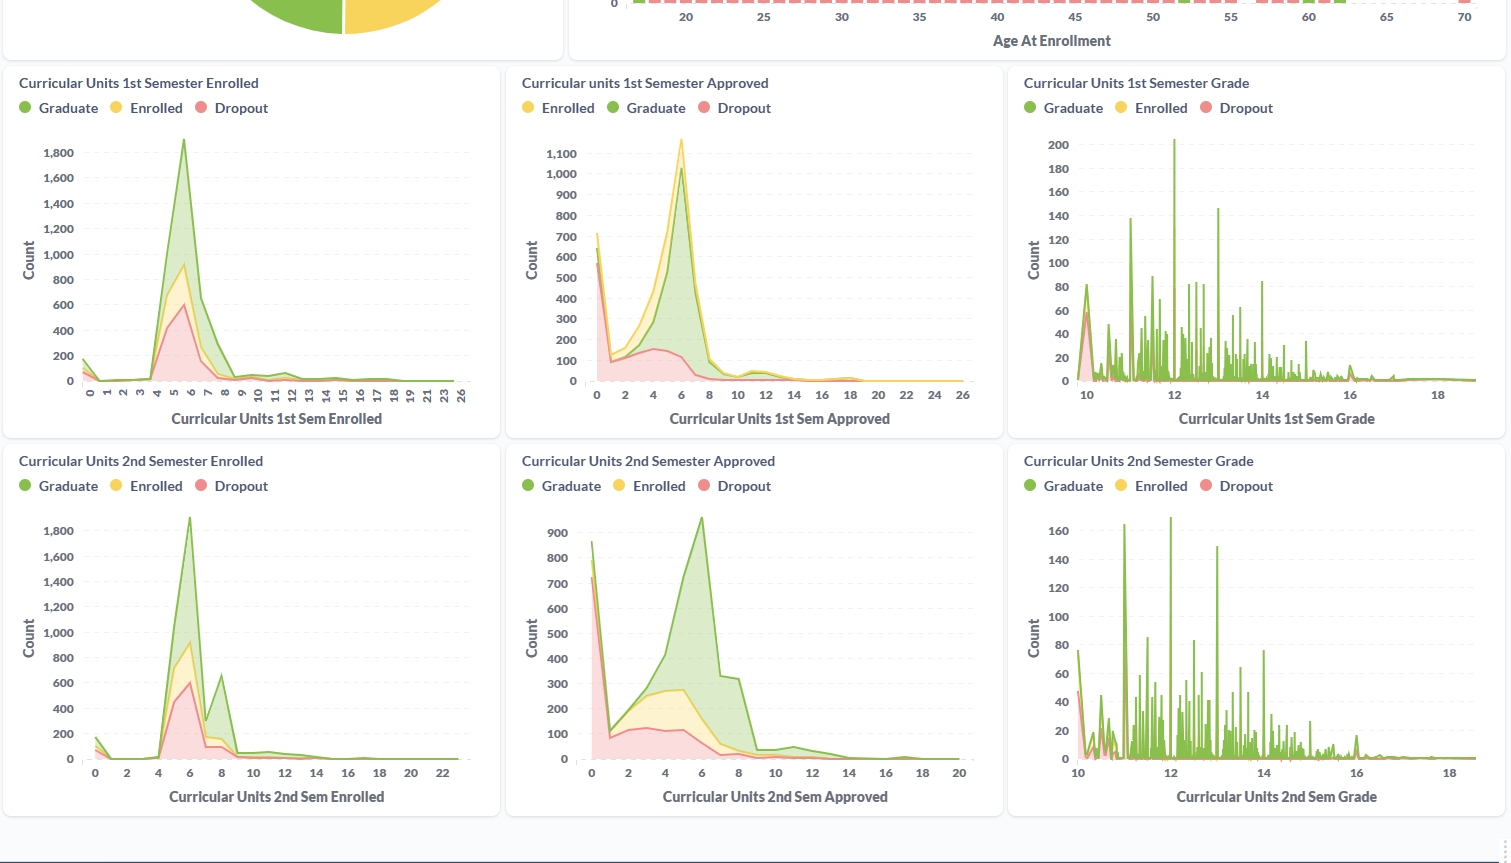 0
20 25 30 35 40 45 50 55 60 65 70
Age At Enrollment
Curricular Units 1st Semester Enrolled
Graduate Enrolled Dropout
1,800
1,600
1,400
1,200
1,000
800
600
400
200
0
Count
0 1 2 3 4 5 6 7 8 9 10 11 12 13 14 15 16 17 18 19 21 23 26
Curricular Units 1st Sem Enrolled
Curricular units 1st Semester Approved
Enrolled Graduate Dropout
1,100
1,000
900
800
700
600
500
400
300
200
100
0
Count
0 2 4 6 8 10 12 14 16 18 20 22 24 26
Curricular Units 1st Sem Approved
Curricular Units 1st Semester Grade
Graduate Enrolled Dropout
200
180
160
140
120
100
80
60
40
20
0
Count
10 12 14 16 18
Curricular Units 1st Sem Grade
Curricular Units 2nd Semester Enrolled
Graduate Enrolled Dropout
1,800
1,600
1,400
1,200
1,000
800
600
400
200
0
Count
0 2 4 6 8 10 12 14 16 18 20 22
Curricular Units 2nd Sem Enrolled
Curricular Units 2nd Semester Approved
Graduate Enrolled Dropout
900
800
700
600
500
400
300
200
100
0
Count
0 2 4 6 8 10 12 14 16 18 20
Curricular Units 2nd Sem Approved
Curricular Units 2nd Semester Grade
Graduate Enrolled Dropout
160
140
120
100
80
60
40
20
0
Count
10 12 14 16 18
Curricular Units 2nd Sem Grade